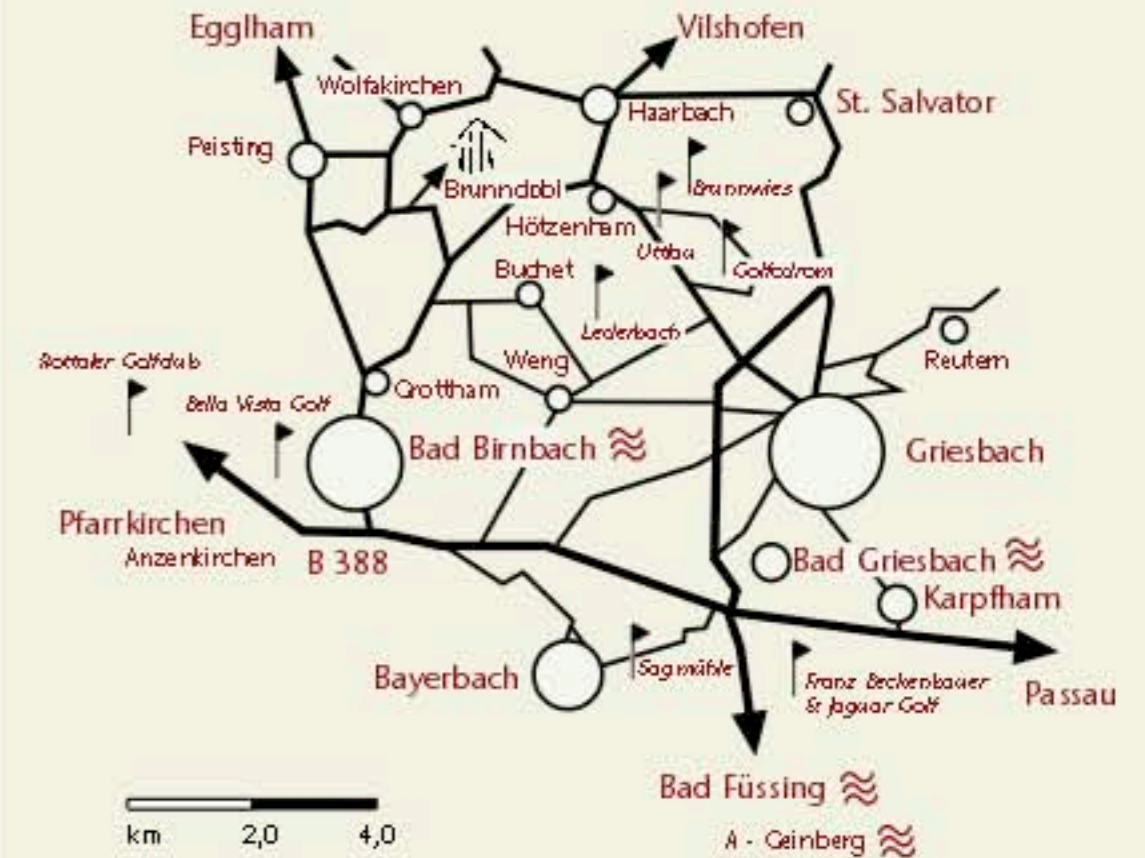 Egglham
Vilshofen
Wolfakirchen
Haarbach
St. Salvator
Peisting
Brunndobl
Brunnwies
Hötzenham
Uttlau
Buchet
Golfodrom
Lederbach
Rottaler Golfclub
Weng
Reutern
Grottham
Bella Vista Golf
Bad Birnbach
Griesbach
Pfarrkirchen
Anzenkirchen
B 388
Bad Griesbach
Karpfham
Bayerbach
Sagmühle
Franz Beckenbauer
& Jaguar Golf
Passau
Bad Füssing
A - Geinberg
km 2,0 4,0